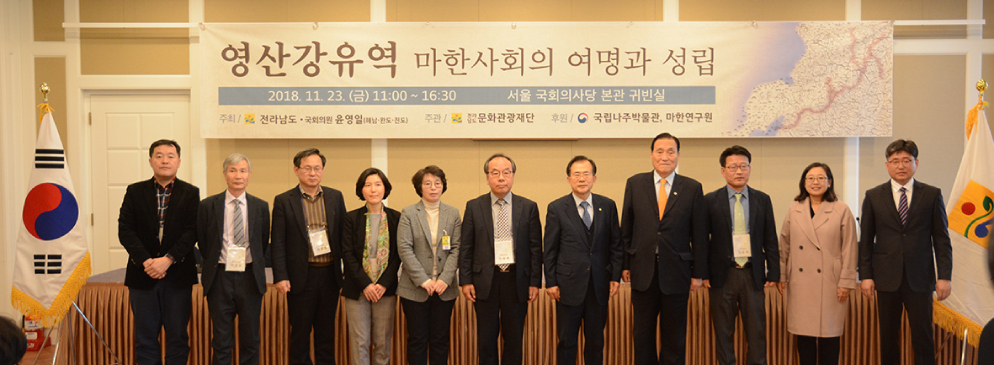 영산강유역 마한사회의 여명과 성립
2018. 11. 23. (금) 11:00 ~ 16:30 서울 국회의사당 본관 귀빈실
주최 / 전라남도 · 국회의원 윤영일(해남·완도·진도) 주관 / 전라남도 문화관광재단 후원 / 국립나주박물관, 마한연구원